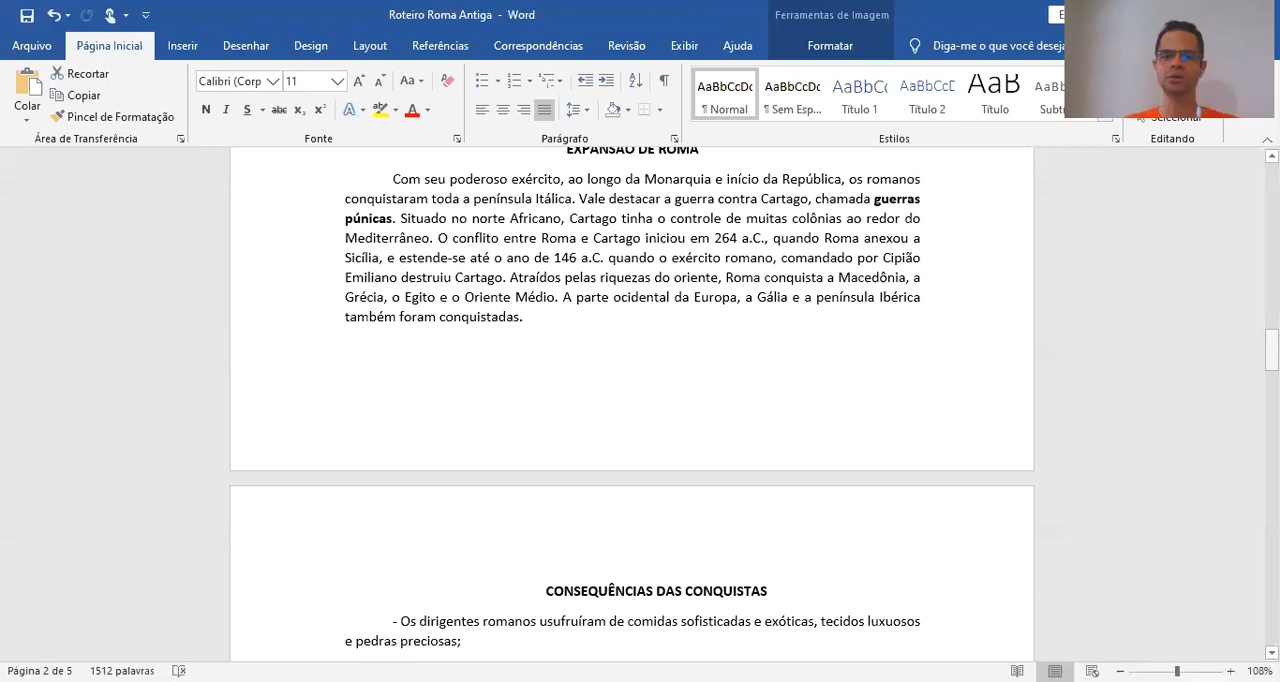 Roteiro Roma Antiga - Word
Ferramentas de Imagem
E
Arquivo
Página Inicial
Inserir
Desenhar
Design
Layout
Referências
Correspondências
Revisão
Exibir
Ajuda
Formatar
Diga-me o que você deseja
Colar
Recortar
Copiar
Pincel de Formatação
Área de Transferência
Calibri (Corp
11
Aa
N I S abc x₂ x² A A
Fonte
Parágrafo
AaBbCcDc
¶ Normal
AaBbCcDc
¶ Sem Esp...
AaBbCc
Título 1
AaBbCcD
Título 2
AaB
Título
AaBbCcD
Subtí
Estilos
Selecionar
Editando
EXPANSÃO DE ROMA
Com seu poderoso exército, ao longo da Monarquia e início da República, os romanos
conquistaram toda a península Itálica. Vale destacar a guerra contra Cartago, chamada guerras
púnicas. Situado no norte Africano, Cartago tinha o controle de muitas colônias ao redor do
Mediterrâneo. O conflito entre Roma e Cartago iniciou em 264 a.C., quando Roma anexou a
Sicília, e estende-se até o ano de 146 a.C. quando o exército romano, comandado por Cipião
Emiliano destruiu Cartago. Atraídos pelas riquezas do oriente, Roma conquista a Macedônia, a
Grécia, o Egito e o Oriente Médio. A parte ocidental da Europa, a Gália e a península Ibérica
também foram conquistadas.
CONSEQUÊNCIAS DAS CONQUISTAS
- Os dirigentes romanos usufruíram de comidas sofisticadas e exóticas, tecidos luxuosos
e pedras preciosas;
Página 2 de 5
1512 palavras
108%